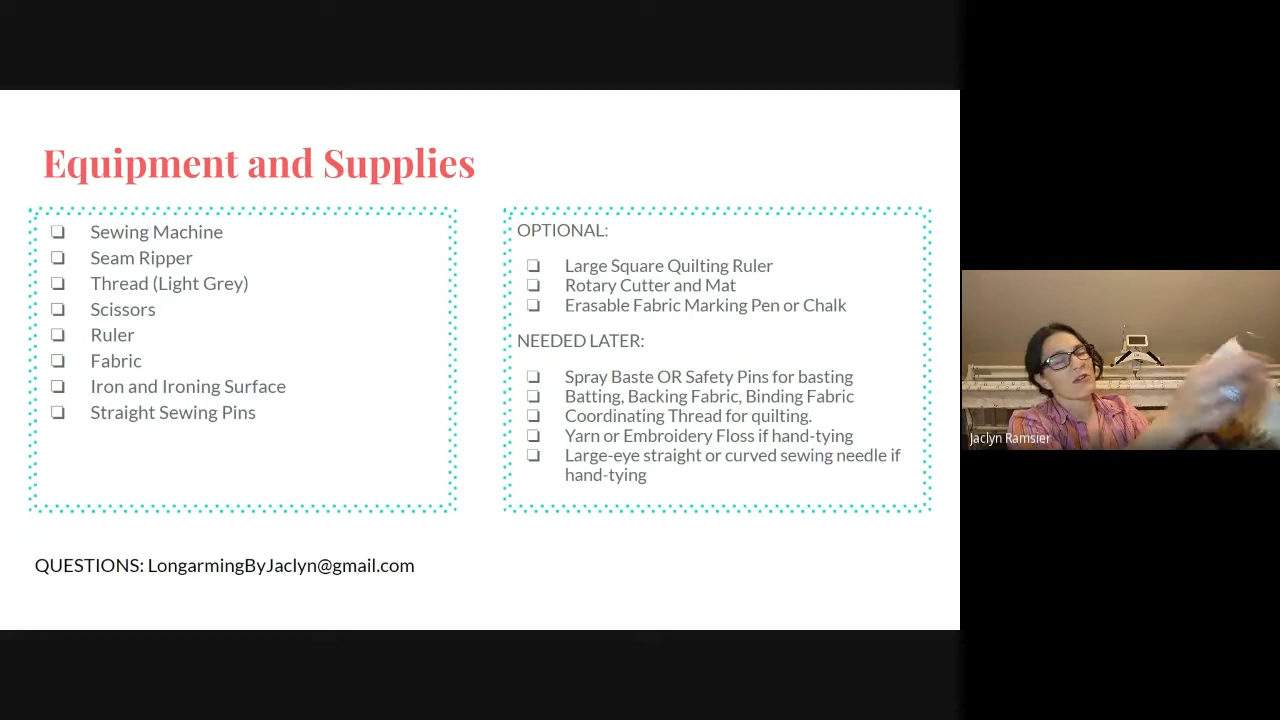 Equipment and Supplies
❏ Sewing Machine
❏ Seam Ripper
❏ Thread (Light Grey)
❏ Scissors
❏ Ruler
❏ Fabric
❏ Iron and Ironing Surface
❏ Straight Sewing Pins
OPTIONAL:
❏ Large Square Quilting Ruler
❏ Rotary Cutter and Mat
❏ Erasable Fabric Marking Pen or Chalk
NEEDED LATER:
❏ Spray Baste OR Safety Pins for basting
❏ Batting, Backing Fabric, Binding Fabric
❏ Coordinating Thread for quilting.
❏ Yarn or Embroidery Floss if hand-tying
❏ Large-eye straight or curved sewing needle if
hand-tying
QUESTIONS: LongarmingByJaclyn@gmail.com
Jaclyn Ramsier